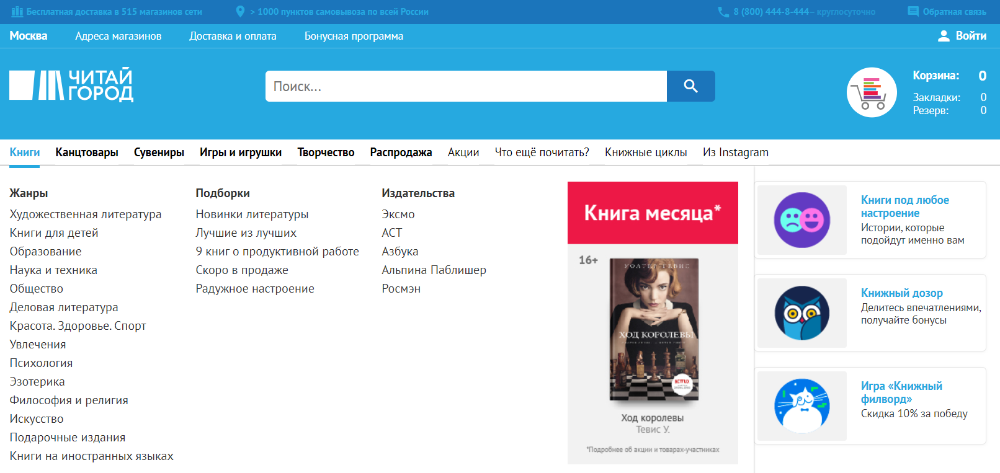 Бесплатная доставка в 515 магазинов сети
> 1000 пунктов самовывоза по всей России
8 (800) 444-8-444 – круглосуточно
Обратная связь
Москва
Адреса магазинов
Доставка и оплата
Бонусная программа
Войти
ЧИТАЙ
ГОРОД
Поиск...
Корзина: 0
Закладки: 0
Резерв: 0
Книги
Канцтовары
Сувениры
Игры и игрушки
Творчество
Распродажа
Акции
Что ещё почитать?
Книжные циклы
Из Instagram
Жанры
Художественная литература
Книги для детей
Образование
Наука и техника
Общество
Деловая литература
Красота. Здоровье. Спорт
Увлечения
Психология
Эзотерика
Философия и религия
Искусство
Подарочные издания
Книги на иностранных языках
Подборки
Новинки литературы
Лучшие из лучших
9 книг о продуктивной работе
Скоро в продаже
Радужное настроение
Издательства
Эксмо
АСТ
Азбука
Альпина Паблишер
Росмэн
Книга месяца*
16+
УОЛТЕР ТЕВИС
ХОД КОРОЛЕВЫ
NETFLIX
Ход королевы
Тевис У.
*Подробнее об акции и товарах-участниках
Книги под любое
настроение
Истории, которые
подойдут именно вам
Книжный дозор
Делитесь впечатлениями,
получайте бонусы
Игра «Книжный
филворд»
Скидка 10% за победу